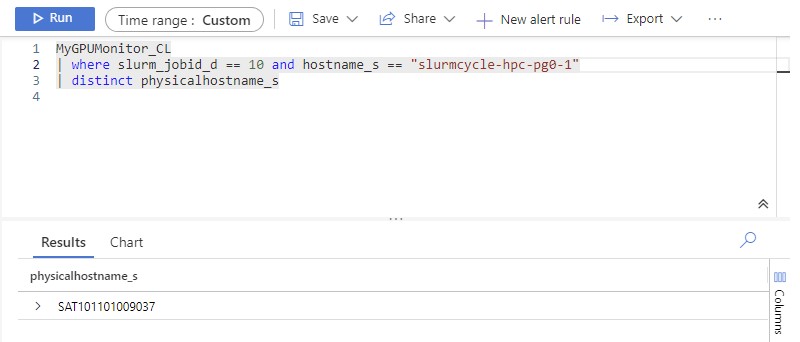 Run Time range : Custom Save Share New alert rule Export ...
1 MyGPUMonitor_CL
2 | where slurm_jobid_d == 10 and hostname_s == "slurmcycle-hpc-pg0-1"
3 | distinct physicalhostname_s
4
Results Chart
physicalhostname_s
SAT101101009037
Columns